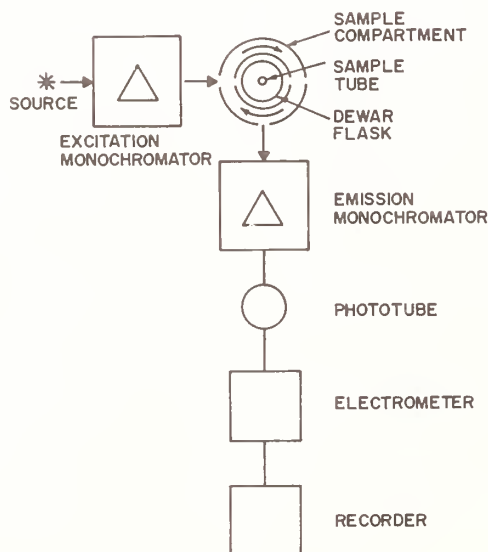 SAMPLE
COMPARTMENT
SAMPLE
TUBE
DEWAR
FLASK
SOURCE
EXCITATION
MONOCHROMATOR
EMISSION
MONOCHROMATOR
PHOTOTUBE
ELECTROMETER
RECORDER